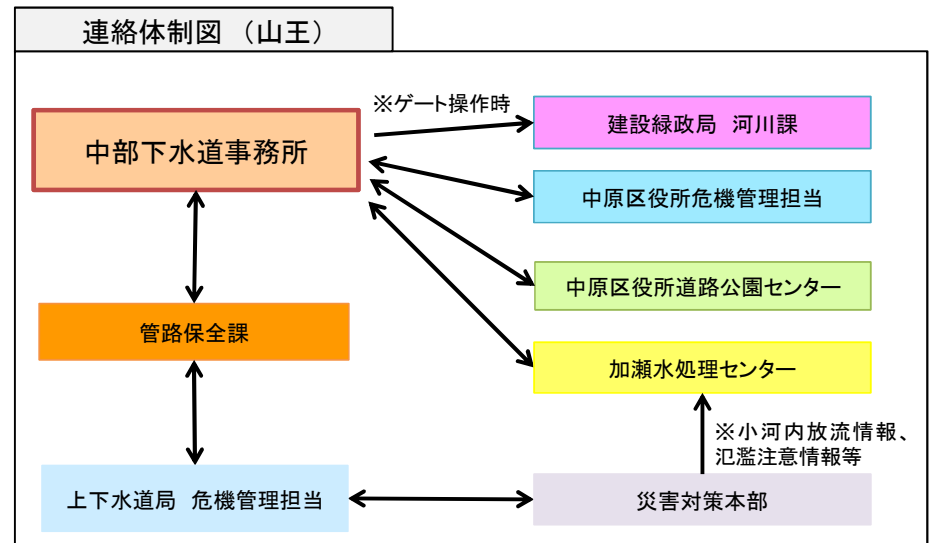 連絡体制図 （山王）
※ゲート操作時
中部下水道事務所
建設緑政局 河川課
中原区役所危機管理担当
中原区役所道路公園センター
管路保全課
加瀬水処理センター
※小河内放流情報、
氾濫注意情報等
上下水道局 危機管理担当
災害対策本部